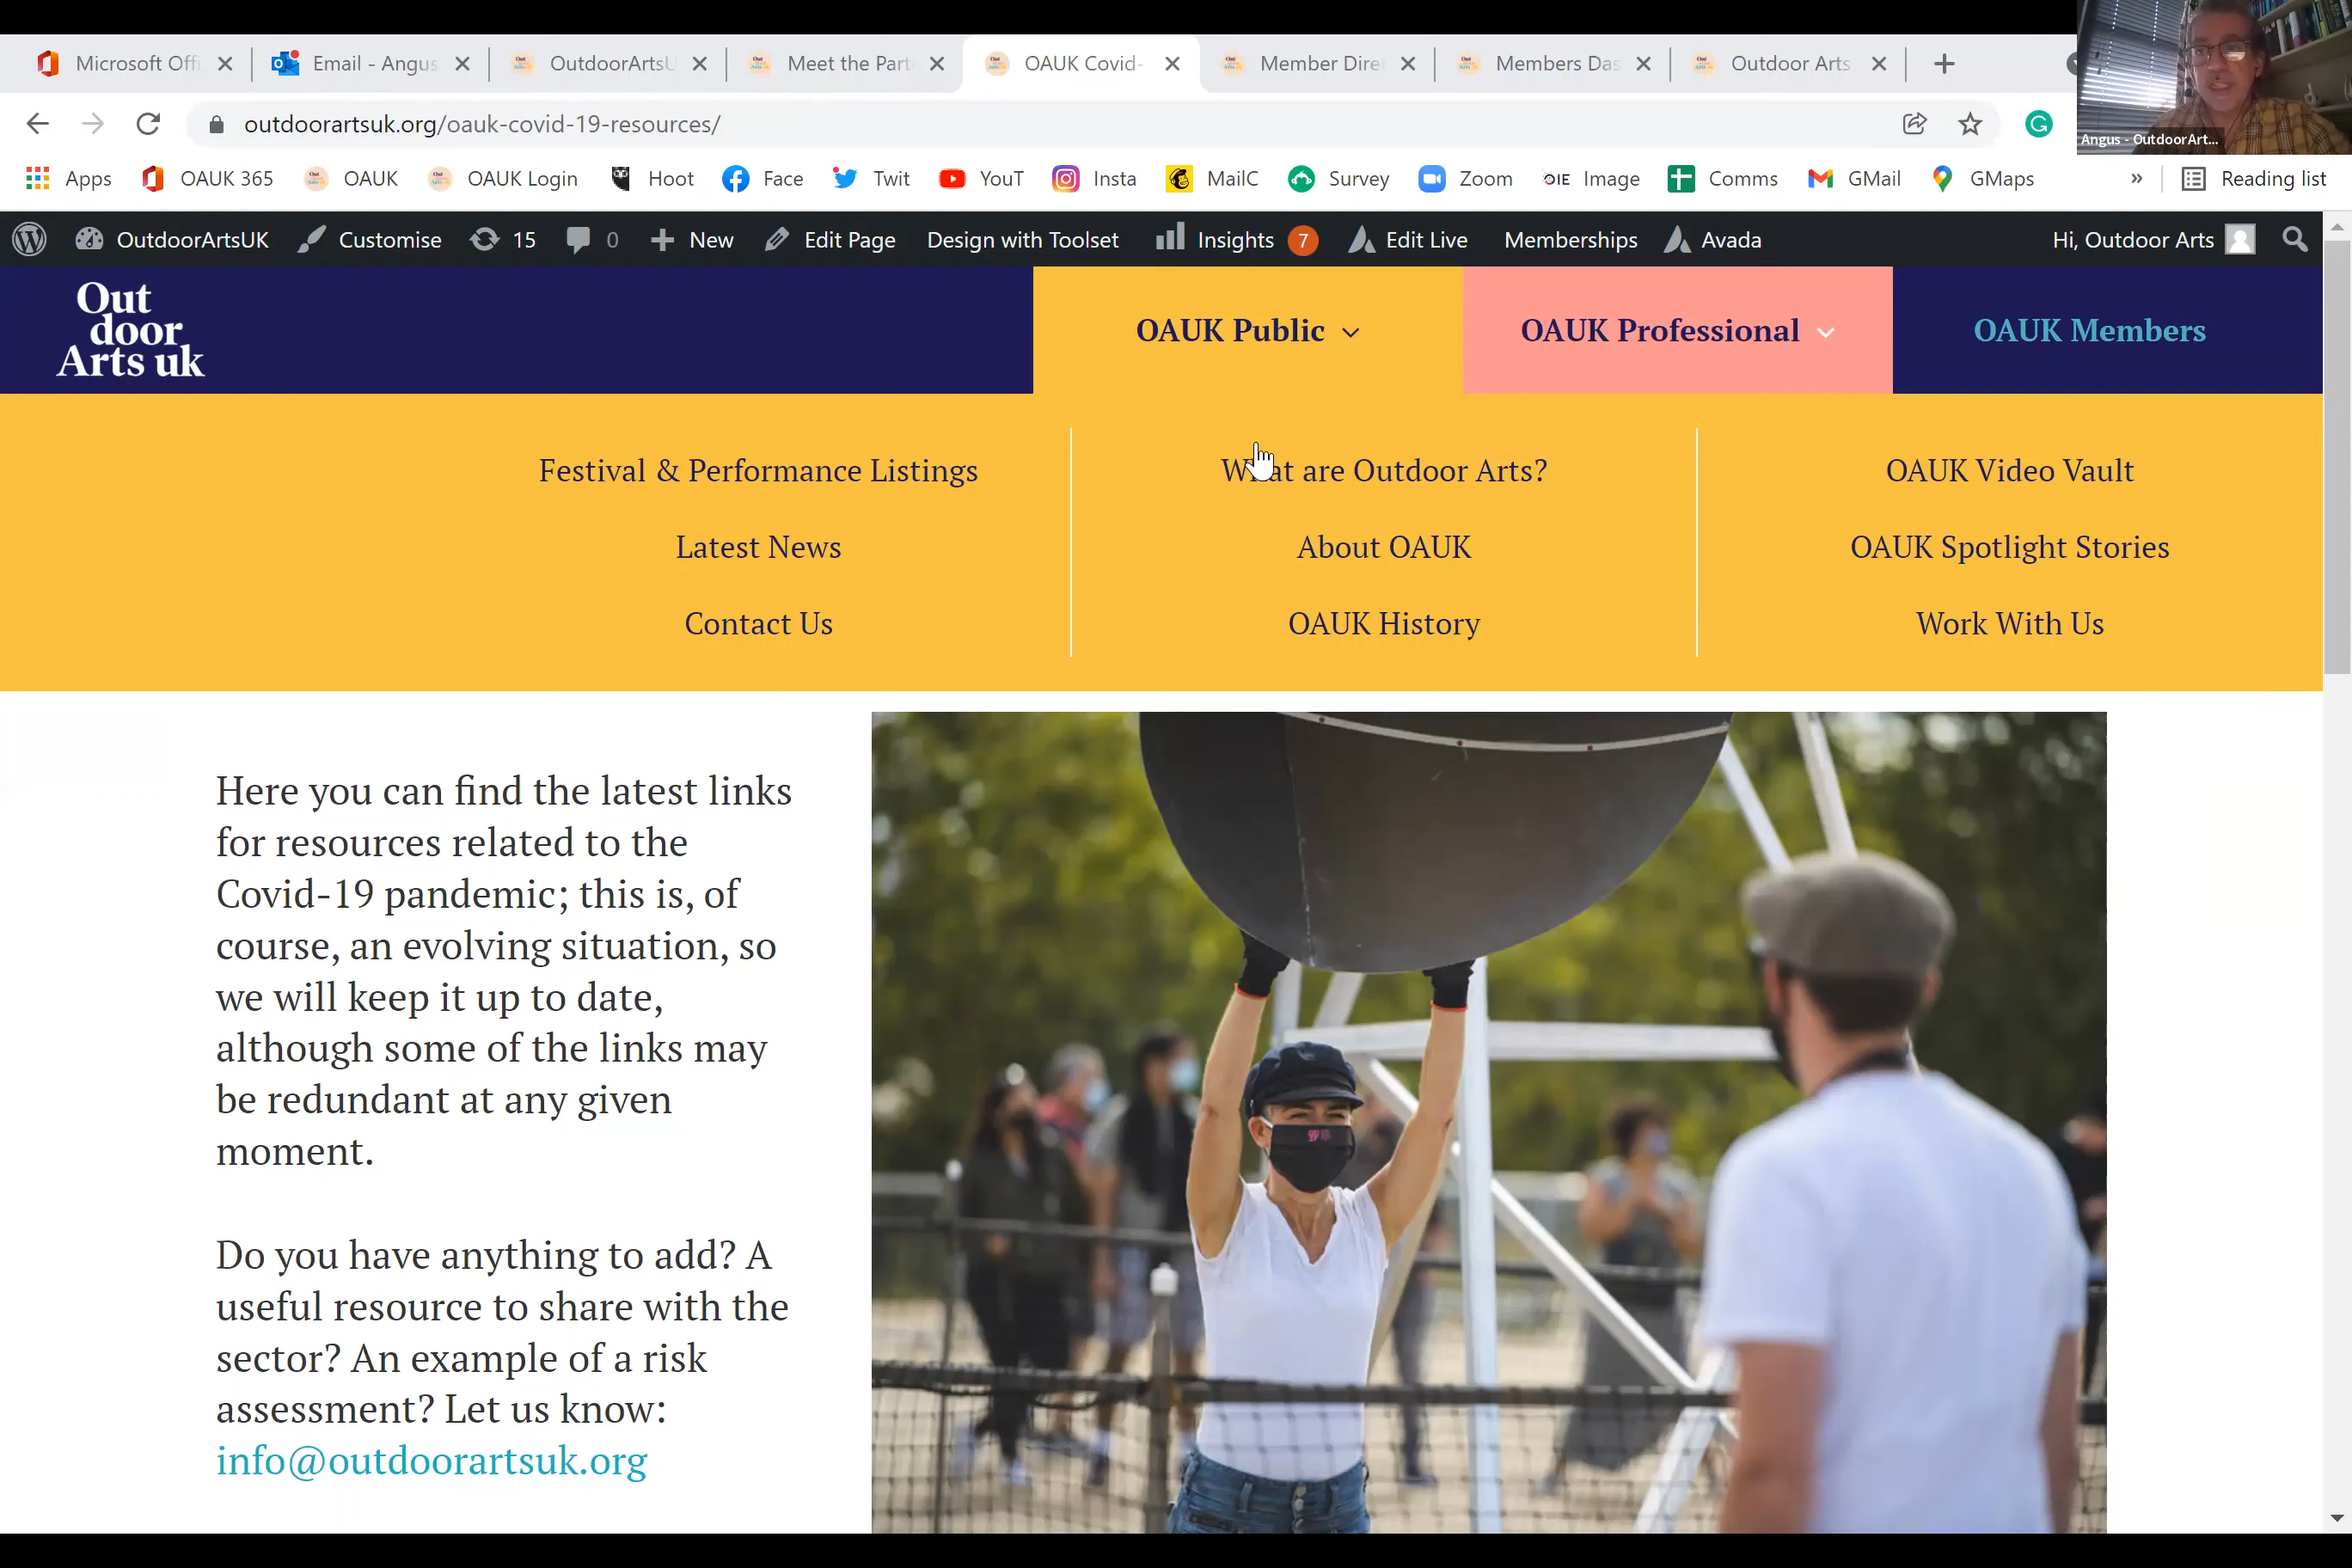 Microsoft Offi
Email - Angus
OutdoorArtsU
Meet the Part
OAUK Covid-
Member Dire
Members Das
Outdoor Arts
outdoorartsuk.org/oauk-covid-19-resources/
Angus - OutdoorArt...
Apps OAUK 365 OAUK OAUK Login Hoot Face Twit YouT Insta MailC Survey Zoom OIE Image Comms GMail GMaps » Reading list
OutdoorArtsUK Customise 15 0 New Edit Page Design with Toolset Insights 7 Edit Live Memberships Avada Hi, Outdoor Arts
Out
door
Arts uk
OAUK Public
OAUK Professional
OAUK Members
Festival & Performance Listings
Latest News
Contact Us
What are Outdoor Arts?
About OAUK
OAUK History
OAUK Video Vault
OAUK Spotlight Stories
Work With Us
Here you can find the latest links
for resources related to the
Covid-19 pandemic; this is, of
course, an evolving situation, so
we will keep it up to date,
although some of the links may
be redundant at any given
moment.
Do you have anything to add? A
useful resource to share with the
sector? An example of a risk
assessment? Let us know:
info@outdoorartsuk.org